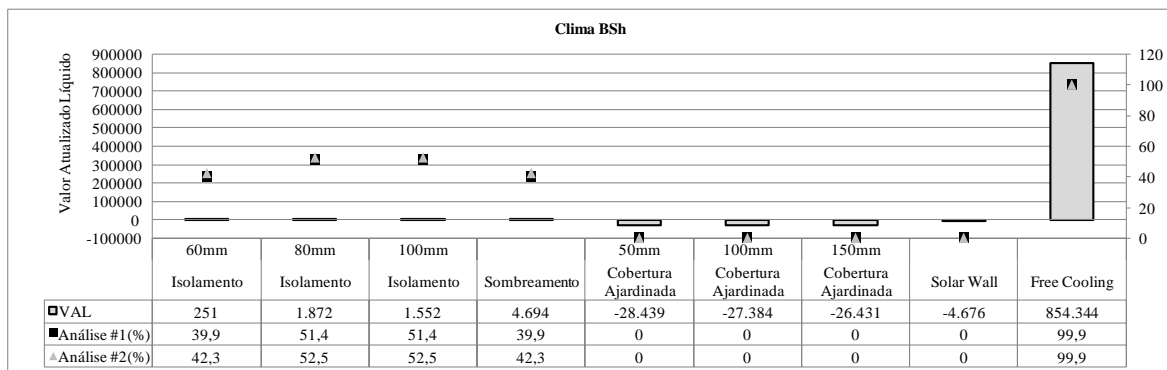 Clima BSh
Valor Atualizado Líquido
900000
800000
700000
600000
500000
400000
300000
200000
100000
0
-100000
120
100
80
60
40
20
0
60mm 80mm 100mm 50mm 100mm 150mm
Isolamento Isolamento Isolamento Sombreamento Cobertura Ajardinada Cobertura Ajardinada Cobertura Ajardinada Solar Wall Free Cooling
VAL 251 1.872 1.552 4.694 -28.439 -27.384 -26.431 -4.676 854.344
Análise #1(%) 39,9 51,4 51,4 39,9 0 0 0 0 99,9
Análise #2(%) 42,3 52,5 52,5 42,3 0 0 0 0 99,9